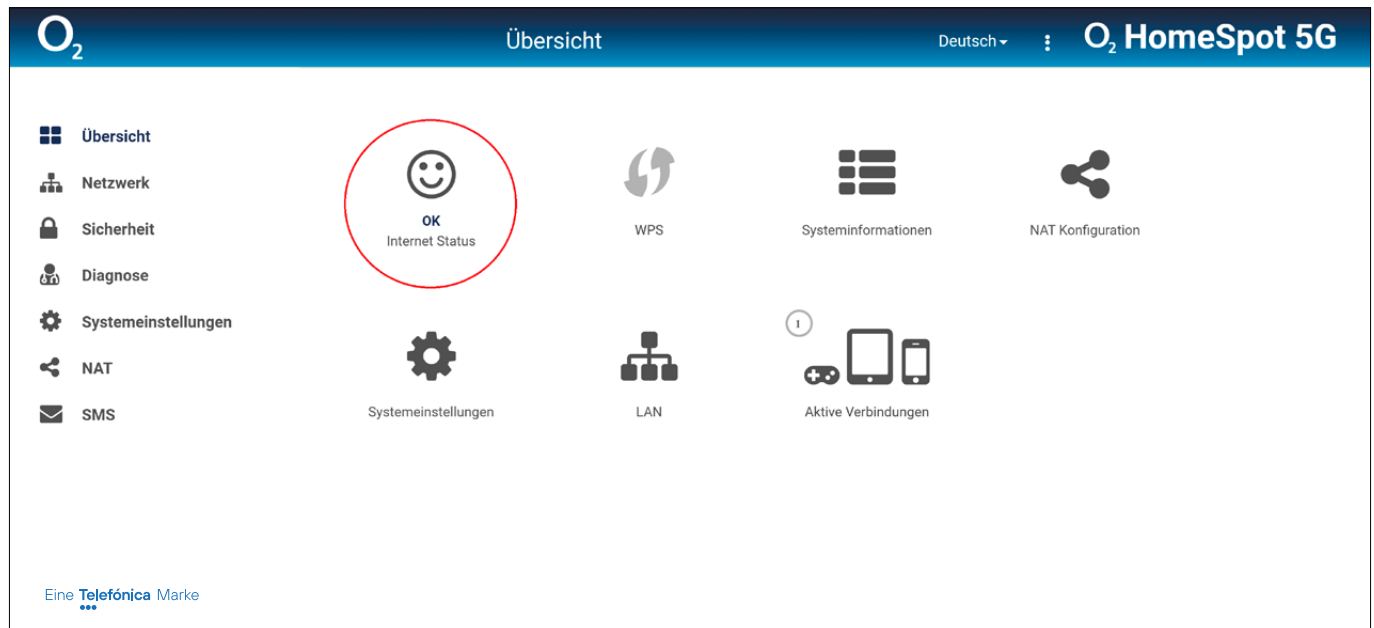 O2
Übersicht
Deutsch
O2 HomeSpot 5G
Übersicht
Netzwerk
Sicherheit
Diagnose
Systemeinstellungen
NAT
SMS
OK
Internet Status
WPS
Systeminformationen
NAT Konfiguration
Systemeinstellungen
LAN
1
Aktive Verbindungen
Eine Telefónica Marke